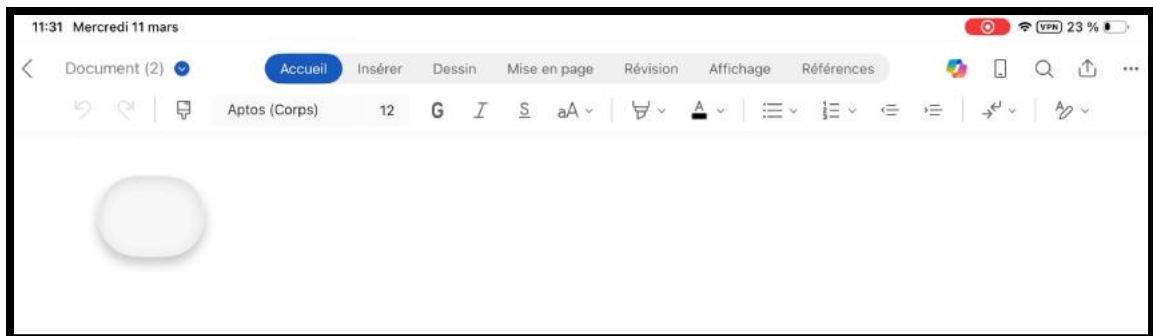 11:31 Mercredi 11 mars VPN 23 %
Document (2) Accueil Insérer Dessin Mise en page Révision Affichage Références
Aptos (Corps) 12 G I S aA A